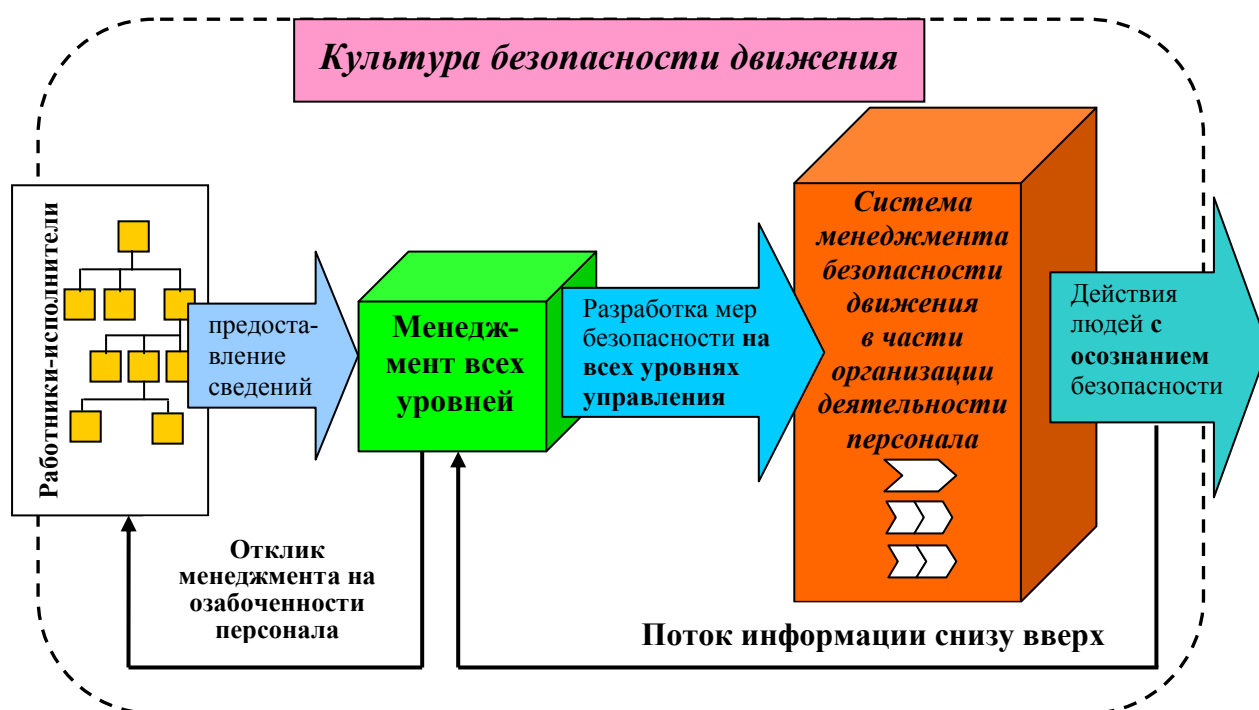 Культура безопасности движения
Работники-исполнители
предоста-
вление
сведений
Менедж-
мент всех
уровней
Разработка мер
безопасности на
всех уровнях
управления
Система
менеджмента
безопасности
движения
в части
организации
деятельности
персонала
Действия
людей с
осознанием
безопасности
Отклик
менеджмента на
озабоченности
персонала
Поток информации снизу вверх